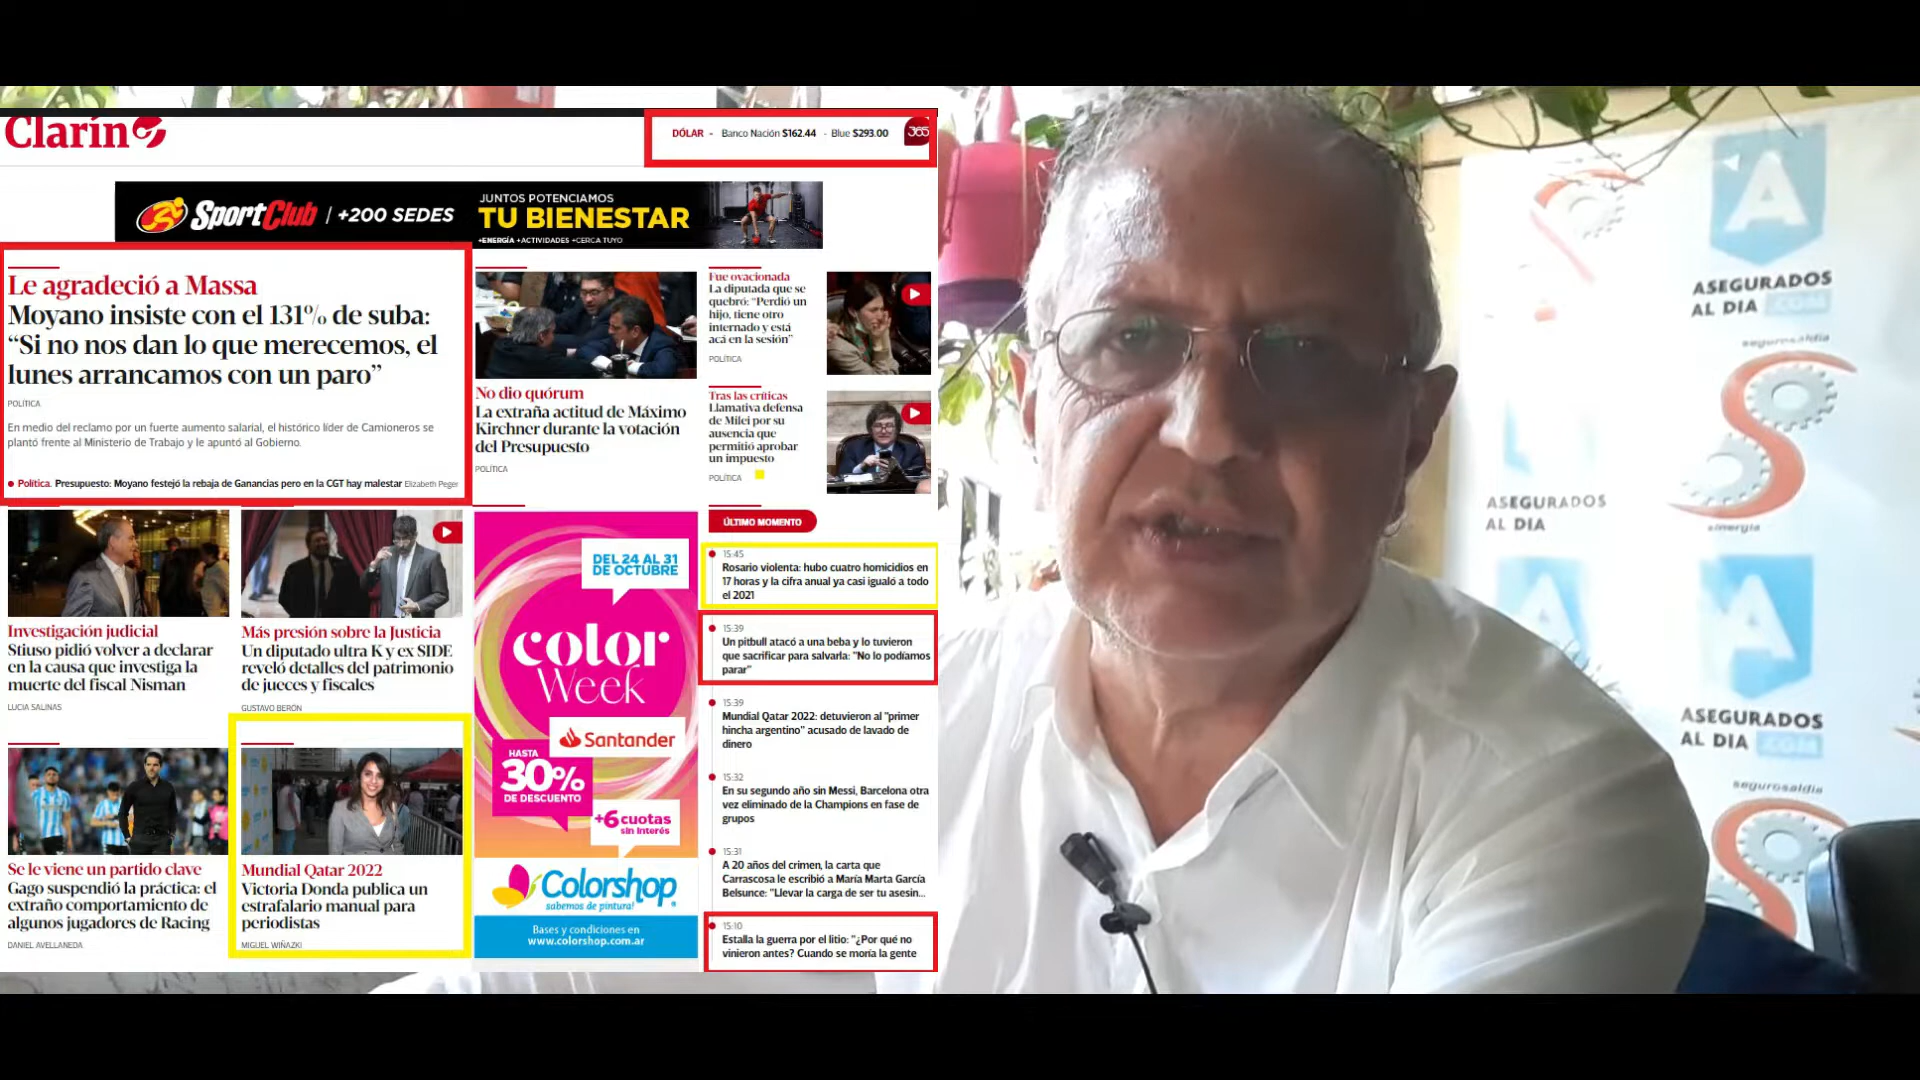 Clarín
DÓLAR - Banco Nación $162.44 - Blue $293.00
365
SportClub / +200 SEDES
JUNTOS POTENCIAMOS
TU BIENESTAR
+ENERGÍA +ACTIVIDADES +CERCA TUYO
Le agradeció a Massa
Moyano insiste con el 131% de suba:
“Si no nos dan lo que merecemos, el
lunes arrancamos con un paro”
POLÍTICA
En medio del reclamo por un fuerte aumento salarial, el histórico líder de Camioneros se
plantó frente al Ministerio de Trabajo y le apuntó al Gobierno.
Política. Presupuesto: Moyano festejó la rebaja de Ganancias pero en la CGT hay malestar Elizabeth Peger
No dio quórum
La extraña actitud de Máximo
Kirchner durante la votación
del Presupuesto
POLÍTICA
Fue ovacionada
La diputada que se
quebró: “Perdió un
hijo, tiene otro
internado y está
acá en la sesión”
POLÍTICA
Tras las críticas
Llamativa defensa
de Milei por su
ausencia que
permitió aprobar
un impuesto
POLÍTICA
Investigación judicial
Stiuso pidió volver a declarar
en la causa que investiga la
muerte del fiscal Nisman
LUCIA SALINAS
Más presión sobre la Justicia
Un diputado ultra K y ex SIDE
reveló detalles del patrimonio
de jueces y fiscales
GUSTAVO BERÓN
Se le viene un partido clave
Gago suspendió la práctica: el
extraño comportamiento de
algunos jugadores de Racing
DANIEL AVELLANEDA
Mundial Qatar 2022
Victoria Donda publica un
estrafalario manual para
periodistas
MIGUEL WIÑAZKI
DEL 24 AL 31
DE OCTUBRE
color
Week
Santander
HASTA
30%
DE DESCUENTO
+6 cuotas
sin interés
Colorshop
sabemos de pintura!
Bases y condiciones en
www.colorshop.com.ar
ÚLTIMO MOMENTO
15:45
Rosario violenta: hubo cuatro homicidios en
17 horas y la cifra anual ya casi igualó a todo
el 2021
15:39
Un pitbull atacó a una beba y lo tuvieron
que sacrificar para salvarla: "No lo podíamos
parar"
15:39
Mundial Qatar 2022: detuvieron al "primer
hincha argentino" acusado de lavado de
dinero
15:32
En su segundo año sin Messi, Barcelona otra
vez eliminado de la Champions en fase de
grupos
15:31
A 20 años del crimen, la carta que
Carrascosa le escribió a María Marta García
Belsunce: "Llevar la carga de ser tu asesin...
15:10
Estalla la guerra por el litio: "¿Por qué no
vinieron antes? Cuando se moría la gente
A
ASEGURADOS
AL DIA .COM
segurosaldia
sinergia
ASEGURADOS
AL DIA
A
ASEGURADOS
AL DIA .COM
segurosaldia